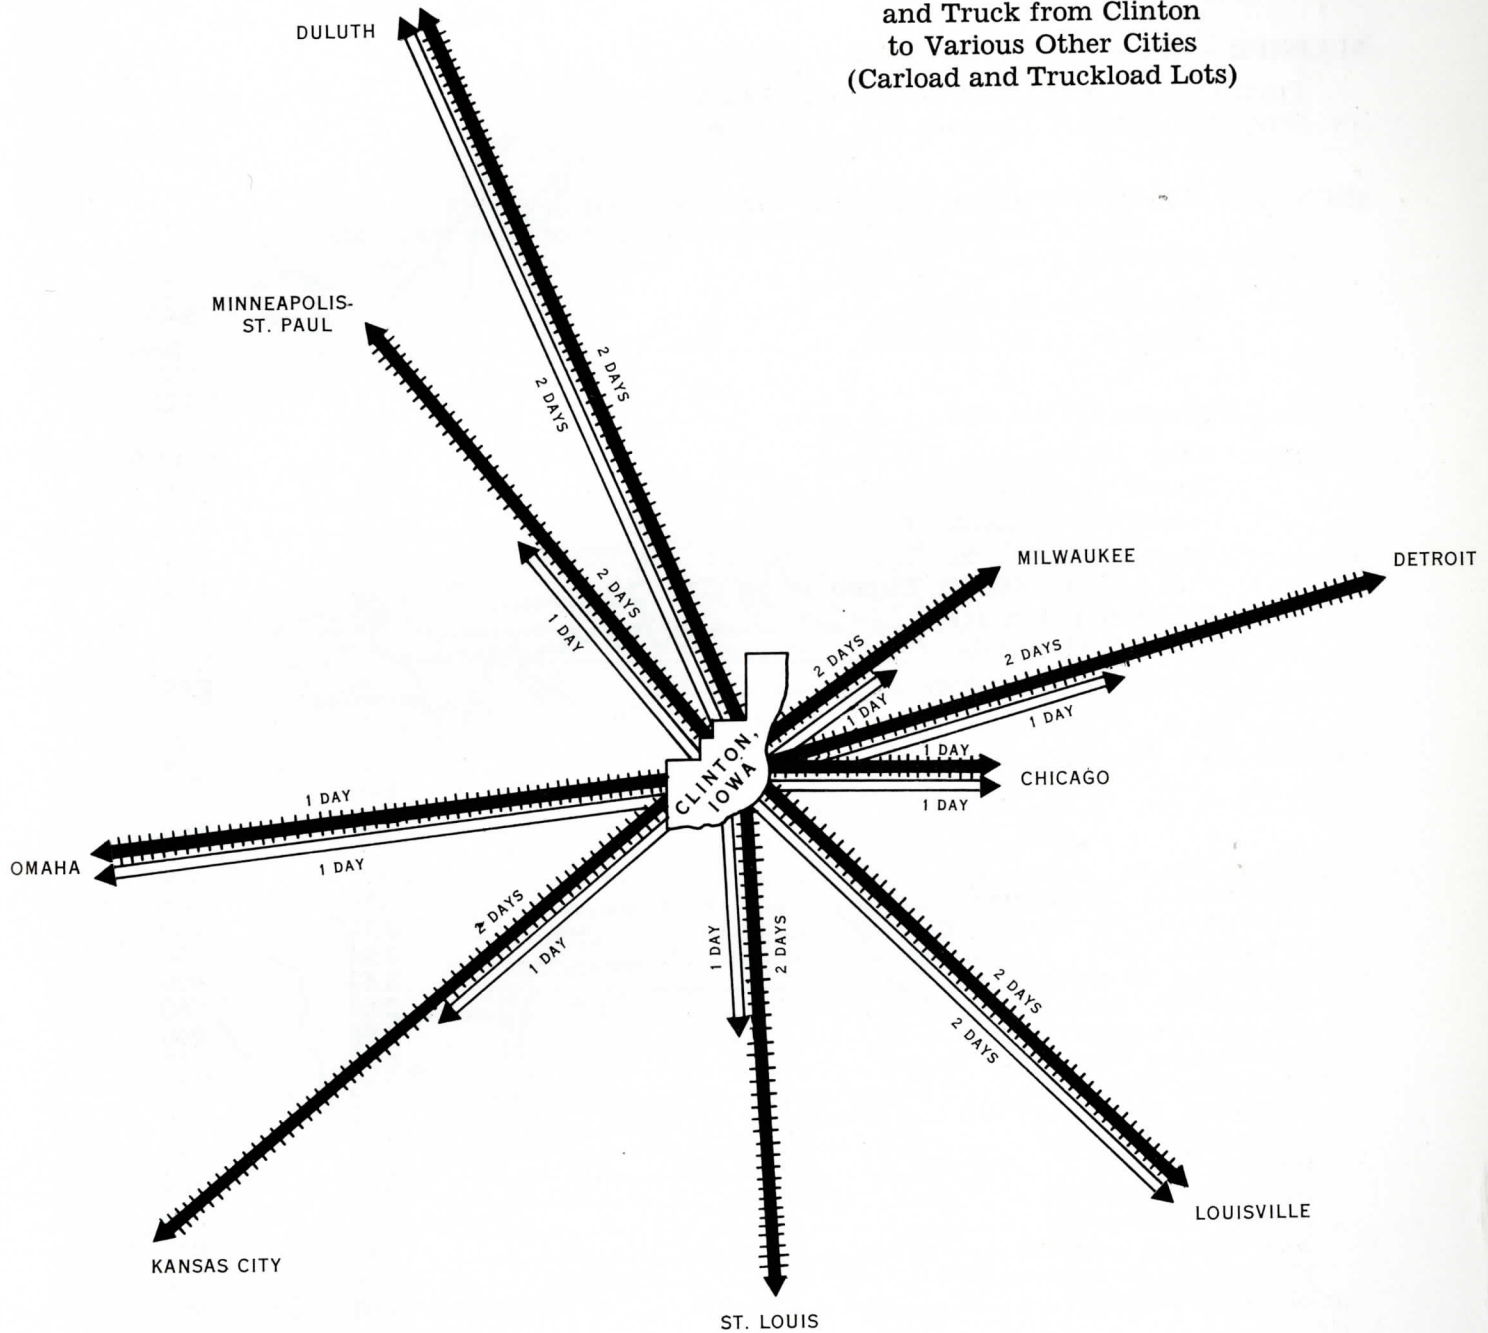 and Truck from Clinton
to Various Other Cities
(Carload and Truckload Lots)
DULUTH
MINNEAPOLIS-
ST. PAUL
2 DAYS
2 DAYS
MILWAUKEE
DETROIT
2 DAYS
1 DAY
2 DAYS
1 DAY
2 DAYS
1 DAY
1 DAY
CHICAGO
1 DAY
CLINTON,
IOWA
1 DAY
OMAHA
1 DAY
2 DAYS
1 DAY
1 DAY
2 DAYS
2 DAYS
2 DAYS
LOUISVILLE
KANSAS CITY
ST. LOUIS